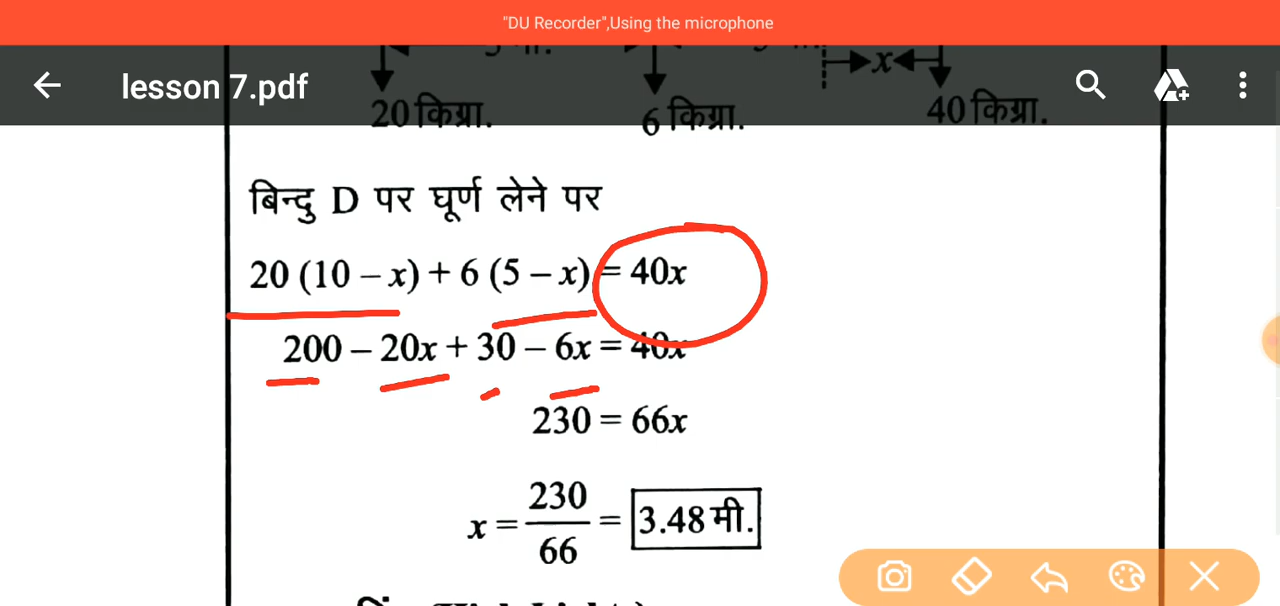 "DU Recorder",Using the microphone
lesson 7.pdf
x
20 किग्रा.
6 किग्रा.
40 किग्रा.
बिन्दु D पर घूर्ण लेने पर
20 (10 – x) + 6 (5 – x) = 40x
200 – 20x + 30 – 6x = 40x
230 = 66x
x = 230/66 = 3.48 मी.